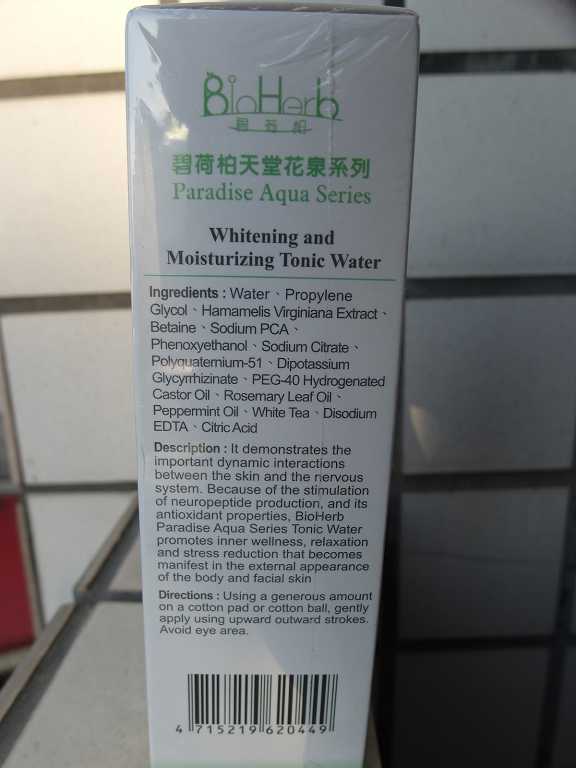 BioHerb
碧荷柏
碧荷柏天堂花泉系列
Paradise Aqua Series
Whitening and
Moisturizing Tonic Water
Ingredients : Water、Propylene
Glycol、Hamamelis Virginiana Extract、
Betaine、Sodium PCA、
Phenoxyethanol、Sodium Citrate、
Polyquaternium-51、Dipotassium
Glycyrrhizinate、PEG-40 Hydrogenated
Castor Oil、Rosemary Leaf Oil、
Peppermint Oil、White Tea、Disodium
EDTA、Citric Acid
Description : It demonstrates the
important dynamic interactions
between the skin and the nervous
system. Because of the stimulation
of neuropeptide production, and its
antioxidant properties, BioHerb
Paradise Aqua Series Tonic Water
promotes inner wellness, relaxation
and stress reduction that becomes
manifest in the external appearance
of the body and facial skin
Directions : Using a generous amount
on a cotton pad or cotton ball, gently
apply using upward outward strokes.
Avoid eye area.
4 715219 620449